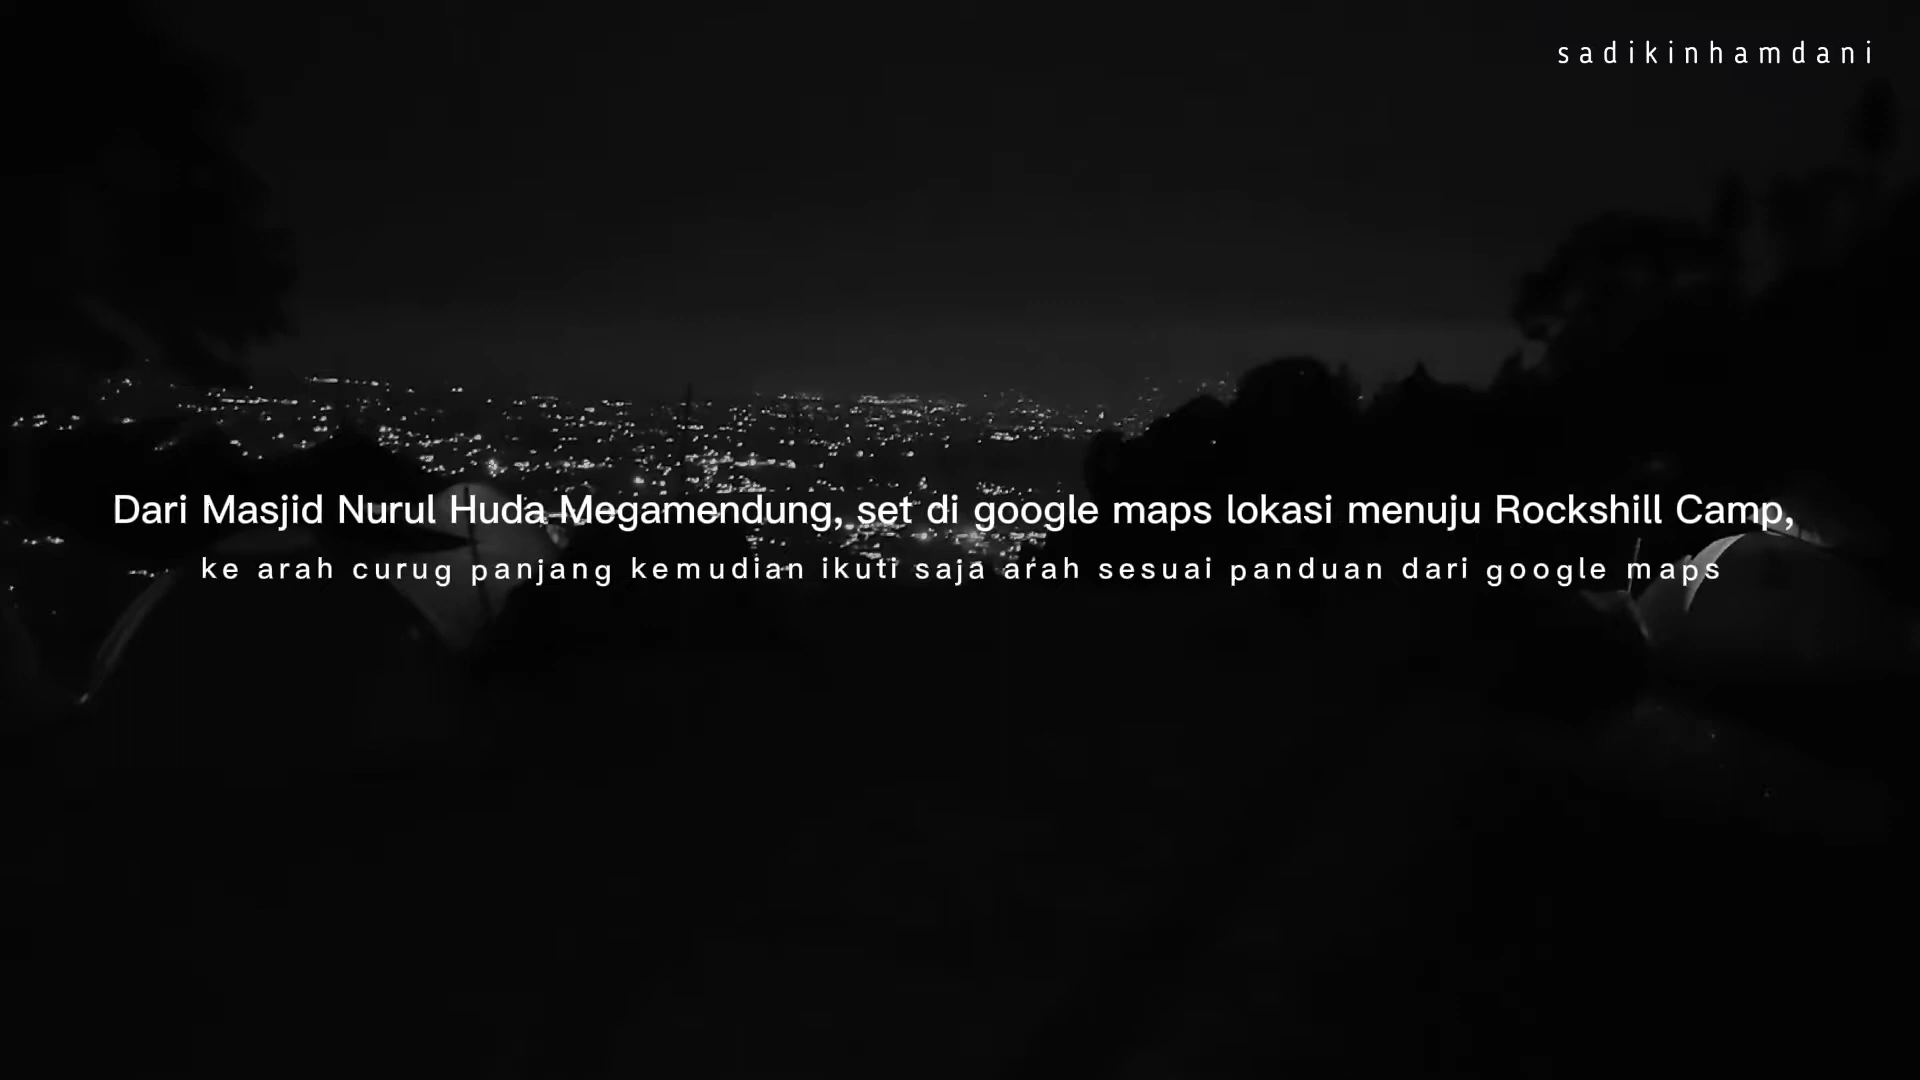 sadikinhamdani
Dari Masjid Nurul Huda Megamendung, set di google maps lokasi menuju Rockshill Camp,
ke arah curug panjang kemudian ikuti saja arah sesuai panduan dari google maps